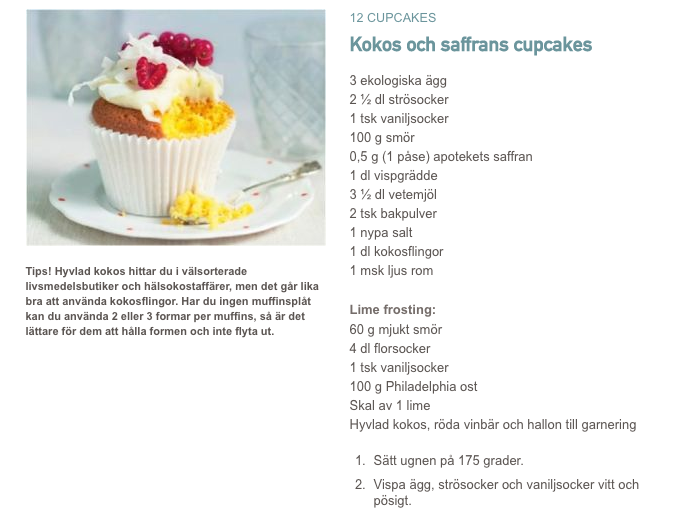 12 CUPCAKES
Kokos och saffrans cupcakes
3 ekologiska ägg
2 ½ dl strösocker
1 tsk vaniljsocker
100 g smör
0,5 g (1 påse) apotekets saffran
1 dl vispgrädde
3 ½ dl vetemjöl
2 tsk bakpulver
1 nypa salt
1 dl kokosflingor
1 msk ljus rom
Lime frosting:
60 g mjukt smör
4 dl florsocker
1 tsk vaniljsocker
100 g Philadelphia ost
Skal av 1 lime
Hyvlad kokos, röda vinbär och hallon till garnering
1. Sätt ugnen på 175 grader.
2. Vispa ägg, strösocker och vaniljsocker vitt och
pösigt.
Tips! Hyvlad kokos hittar du i välsorterade
livsmedelsbutiker och hälsokostaffärer, men det går lika
bra att använda kokosflingor. Har du ingen muffinsplåt
kan du använda 2 eller 3 formar per muffins, så är det
lättare för dem att hålla formen och inte flyta ut.